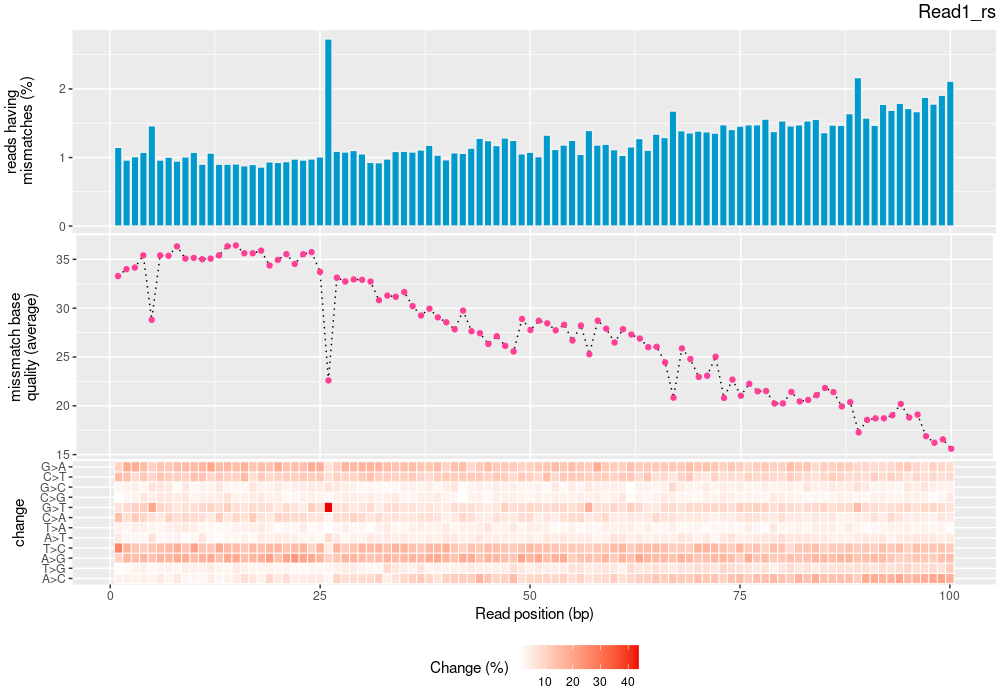 Read1_rs
reads having
mismatches (%)
2
1
0
missmatch base
quality (average)
35
30
25
20
15
change
G>A
C>T
G>C
C>G
G>T
C>A
T>A
A>T
T>C
A>G
T>G
A>C
0 25 50 75 100
Read position (bp)
Change (%)
10 20 30 40